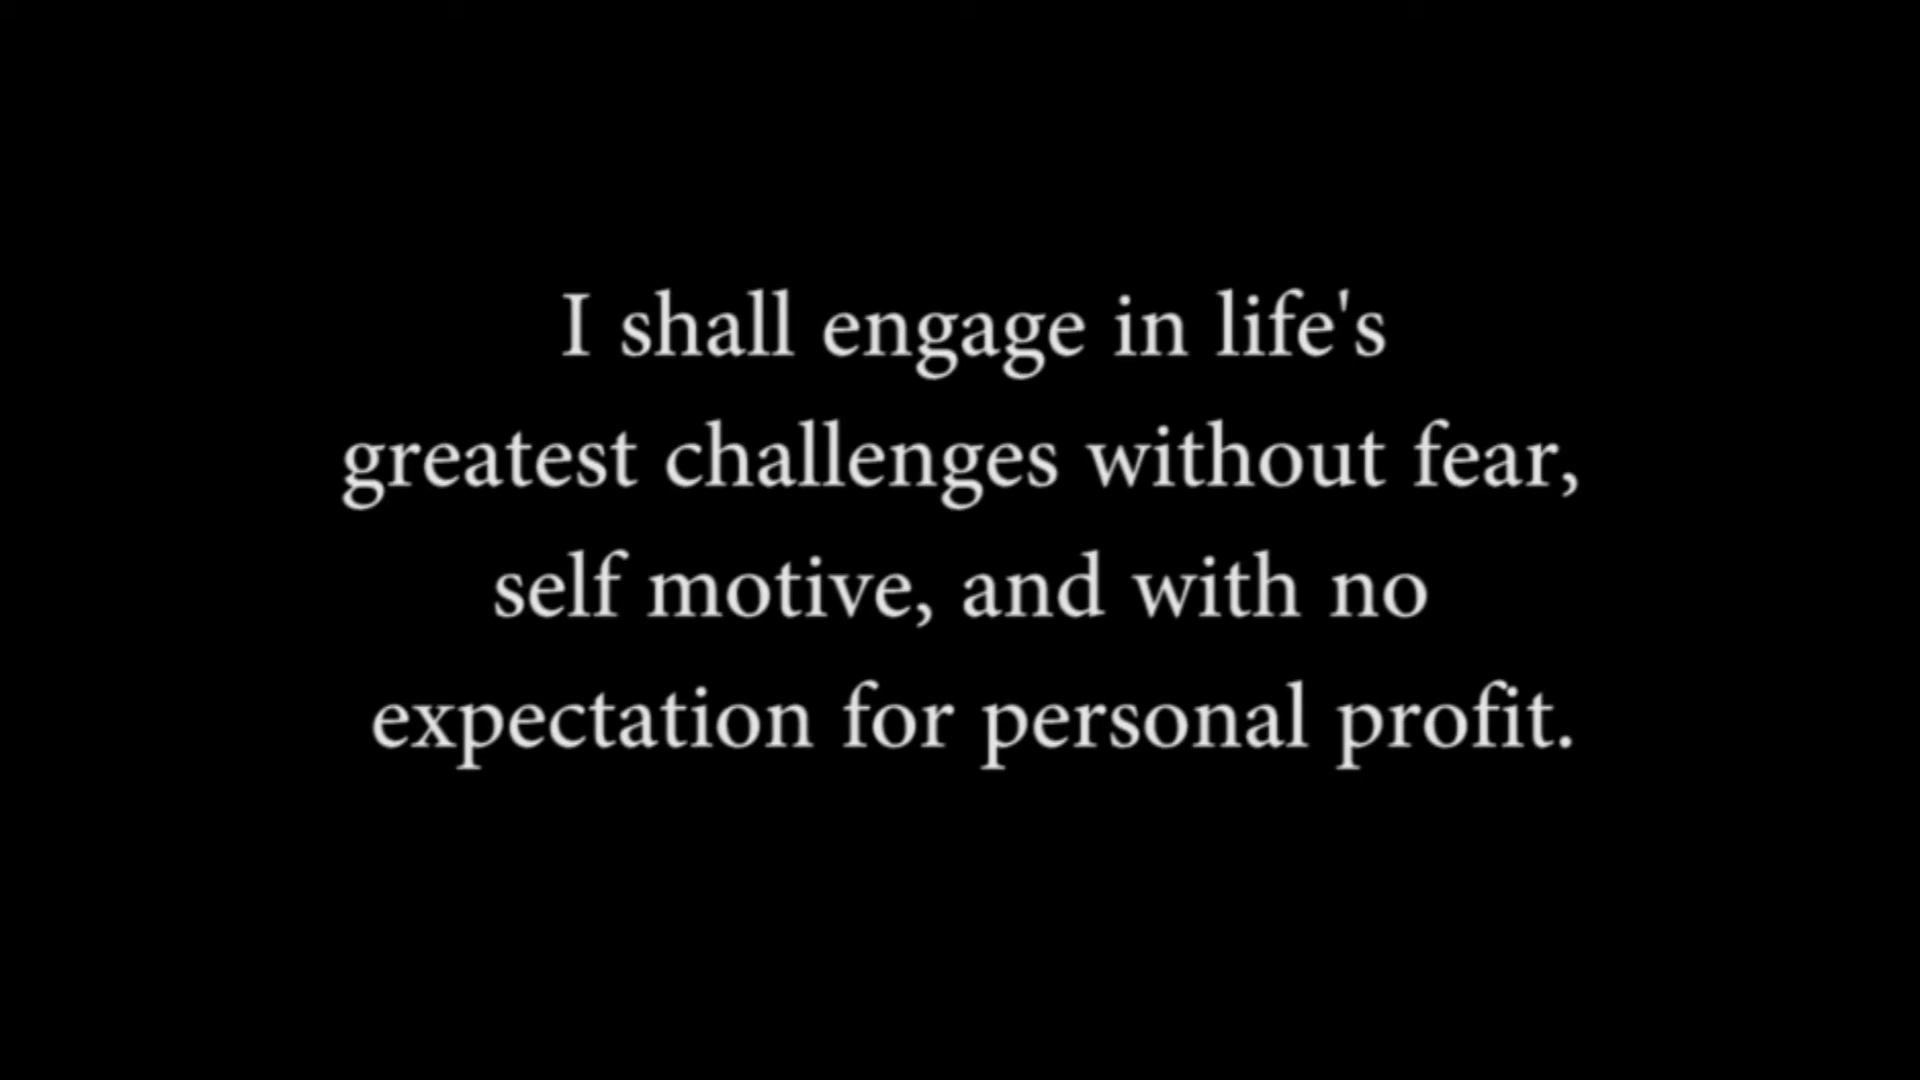 I shall engage in life's
greatest challenges without fear,
self motive, and with no
expectation for personal profit.